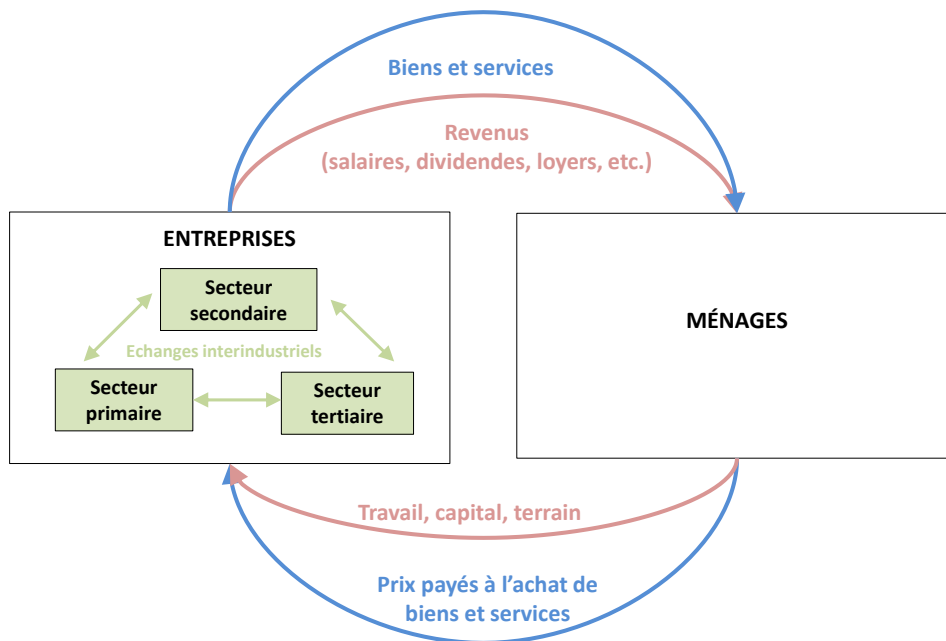 Biens et services
Revenus
(salaires, dividendes, loyers, etc.)
ENTREPRISES
Secteur
secondaire
Echanges interindustriels
Secteur
primaire
Secteur
tertiaire
MÉNAGES
Travail, capital, terrain
Prix payés à l’achat de
biens et services